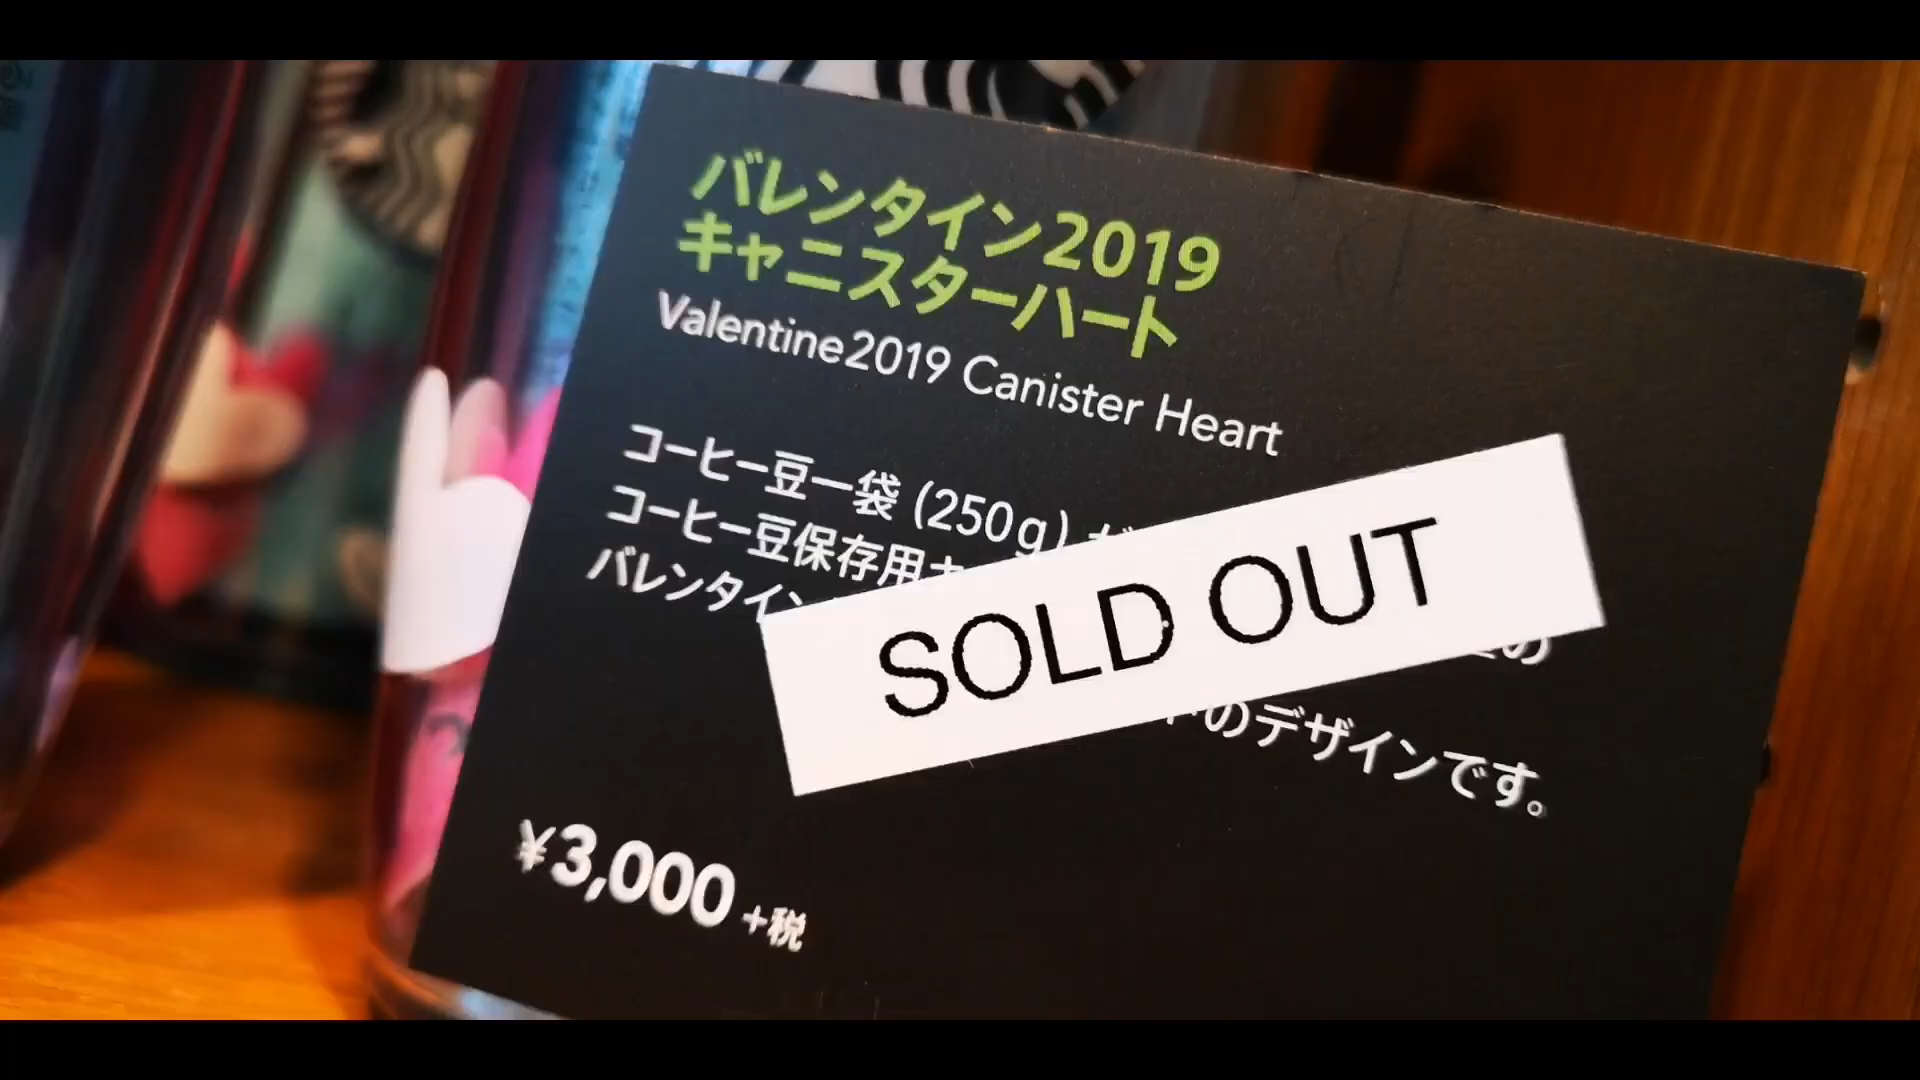 バレンタイン2019
キャニスターハート
Valentine2019 Canister Heart
コーヒー豆一袋 (250g) が
コーヒー豆保存用
バレンタイン
の
のデザインです。
SOLD OUT
¥3,000 +税